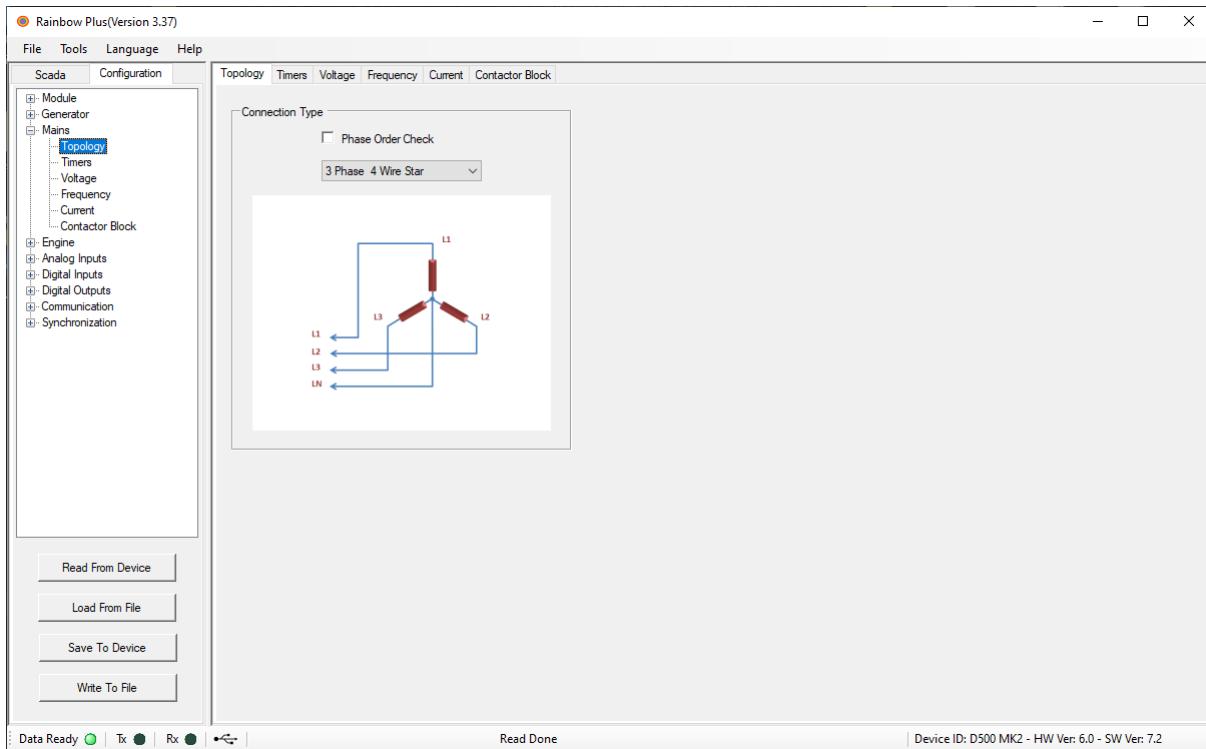 Rainbow Plus(Version 3.37)
File Tools Language Help
Scada Configuration
Module
Generator
Mains
Topology
Timers
Voltage
Frequency
Current
Contactor Block
Engine
Analog Inputs
Digital Inputs
Digital Outputs
Communication
Synchronization
Read From Device
Load From File
Save To Device
Write To File
Topology Timers Voltage Frequency Current Contactor Block
Connection Type
Phase Order Check
3 Phase 4 Wire Star
L1
L3 L2
L1
L2
L3
LN
Data Ready Tx Rx Read Done Device ID: D500 MK2 - HW Ver: 6.0 - SW Ver: 7.2